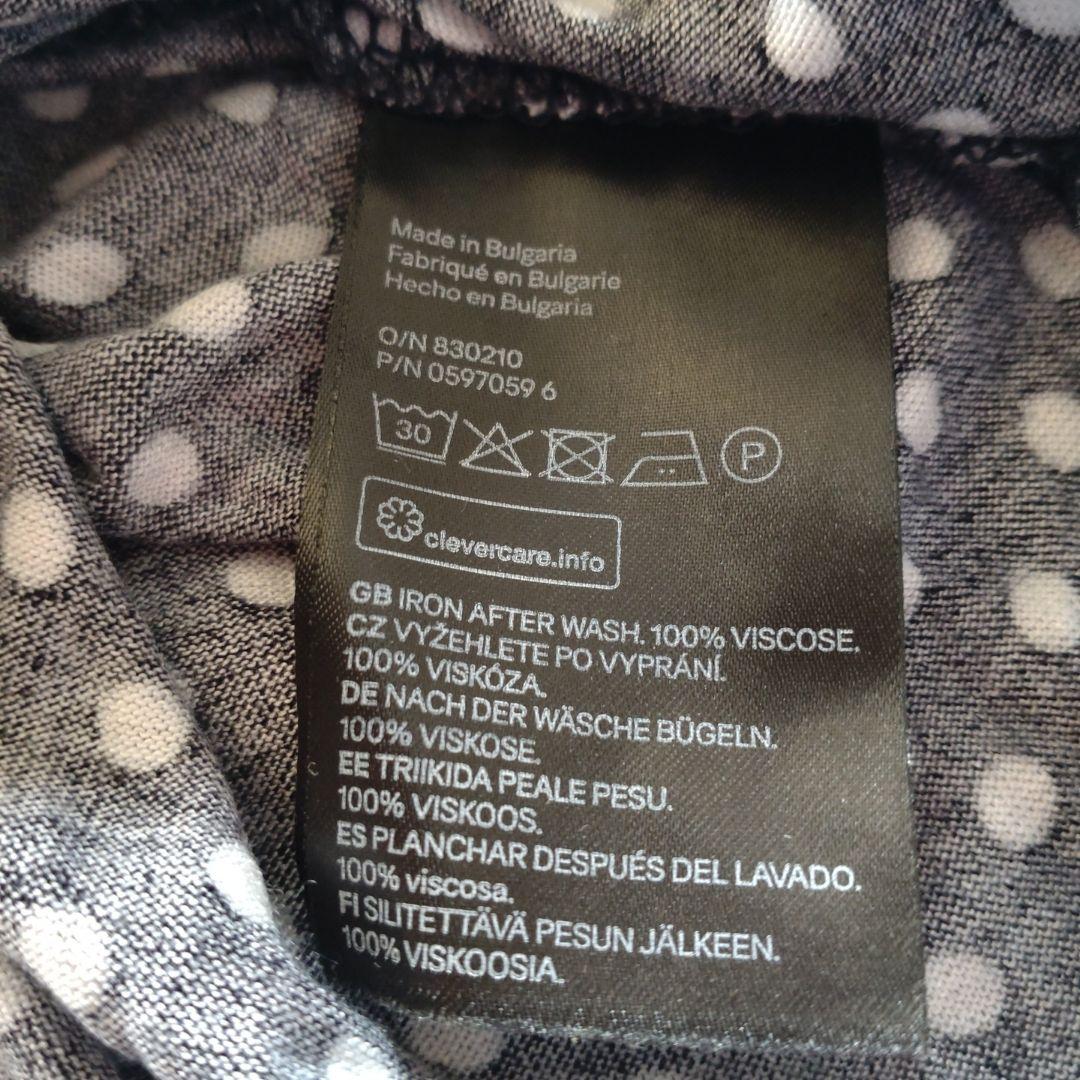 Made in Bulgaria
Fabriqué en Bulgarie
Hecho en Bulgaria
O/N 830210
P/N 0597059 6
30 P
clevercare.info
GB IRON AFTER WASH. 100% VISCOSE.
CZ VYŽEHLETE PO VYPRÁNÍ.
100% VISKÓZA.
DE NACH DER WÄSCHE BÜGELN.
100% VISKOSE.
EE TRIIKIDA PEALE PESU.
100% VISKOOS.
ES PLANCHAR DESPUÉS DEL LAVADO.
100% viscosa.
FI SILITETTÄVÄ PESUN JÄLKEEN.
100% VISKOOSIA.